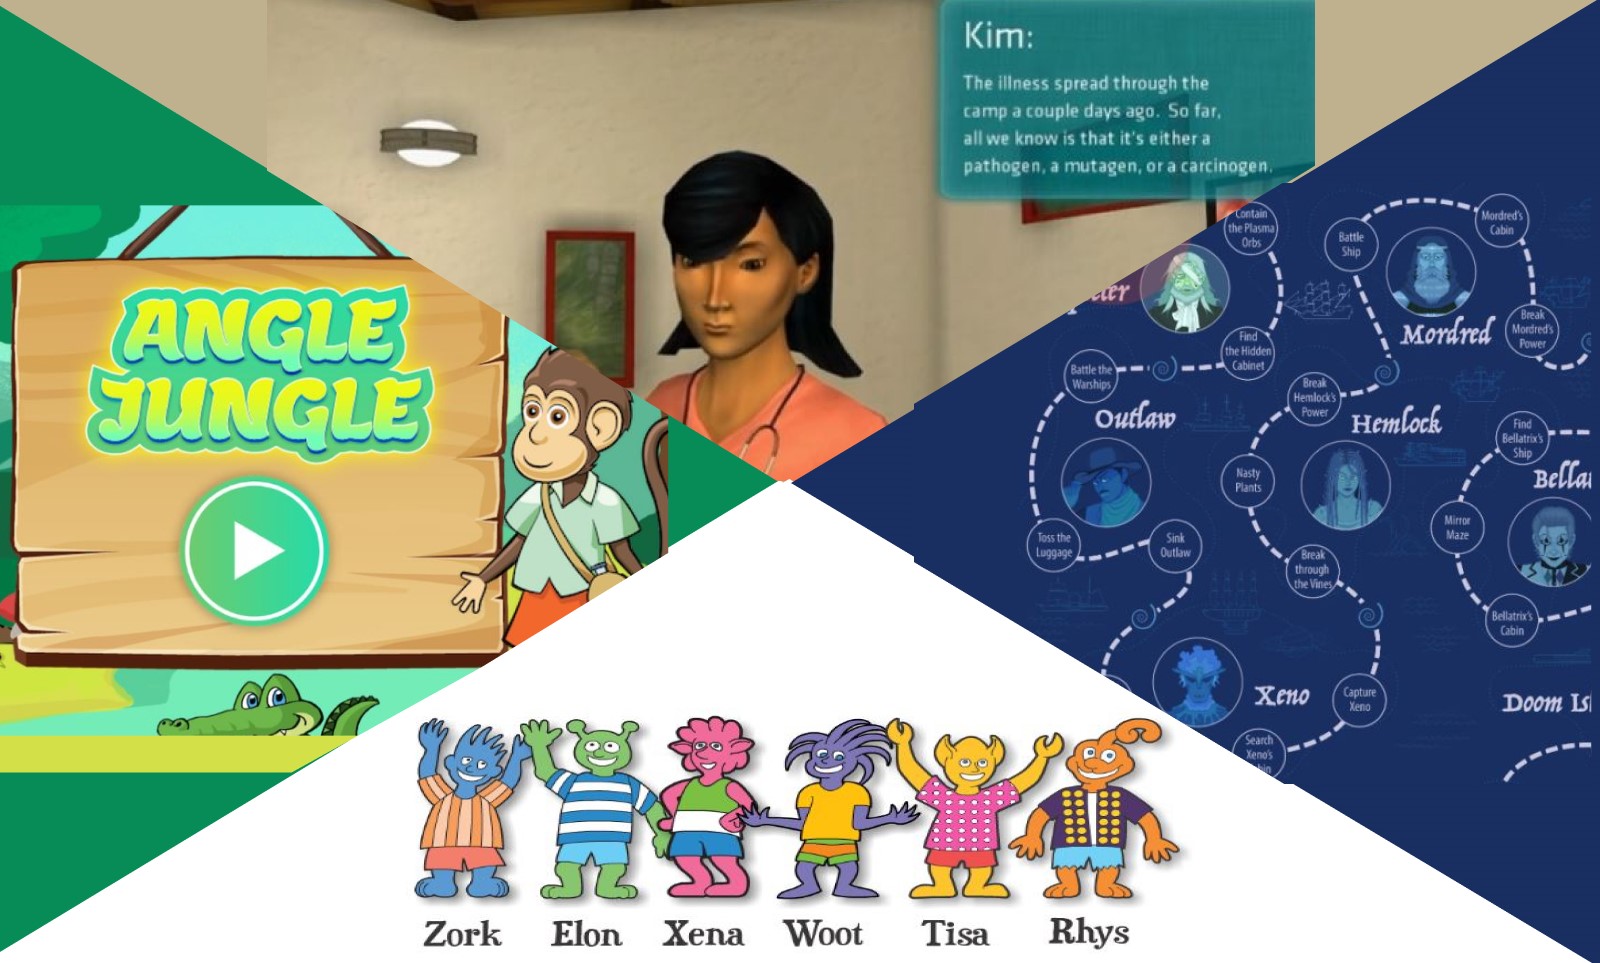 Kim:
The illness spread through the
camp a couple days ago. So far,
all we know is that it's either a
pathogen, a mutagen, or a carcinogen.
ANGLE
JUNGLE
Contain
the Plasma
Orbs
Battle
Ship
Mordred's
Cabin
Mordred
Break
Mordred's
Power
Find
the Hidden
Cabinet
Battle the
Warships
Outlaw
Break
Hemlock's
Power
Hemlock
Find
Bellatrix's
Ship
Nasty
Plants
Mirror
Maze
Toss the
Luggage
Sink
Outlaw
Break
through
the Vines
Bellatrix's
Cabin
Xeno
Capture
Xeno
Doom
Search
Xeno's
Zork
Elon
Xena
Woot
Tisa
Rhys